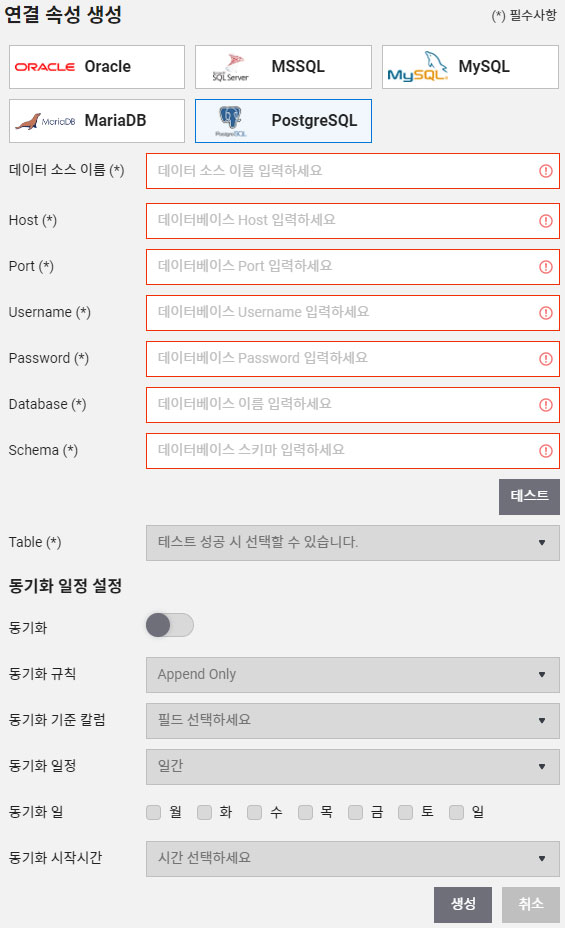 연결 속성 생성
(*) 필수사항
ORACLE Oracle
SQL Server MSSQL
MySQL MySQL
MariaDB MariaDB
PostgreSQL PostgreSQL
데이터 소스 이름 (*) 데이터 소스 이름 입력하세요
Host (*) 데이터베이스 Host 입력하세요
Port (*) 데이터베이스 Port 입력하세요
Username (*) 데이터베이스 Username 입력하세요
Password (*) 데이터베이스 Password 입력하세요
Database (*) 데이터베이스 이름 입력하세요
Schema (*) 데이터베이스 스키마 입력하세요
테스트
Table (*) 테스트 성공 시 선택할 수 있습니다.
동기화 일정 설정
동기화
동기화 규칙 Append Only
동기화 기준 칼럼 필드 선택하세요
동기화 일정 일간
동기화 일 월 화 수 목 금 토 일
동기화 시작시간 시간 선택하세요
생성 취소